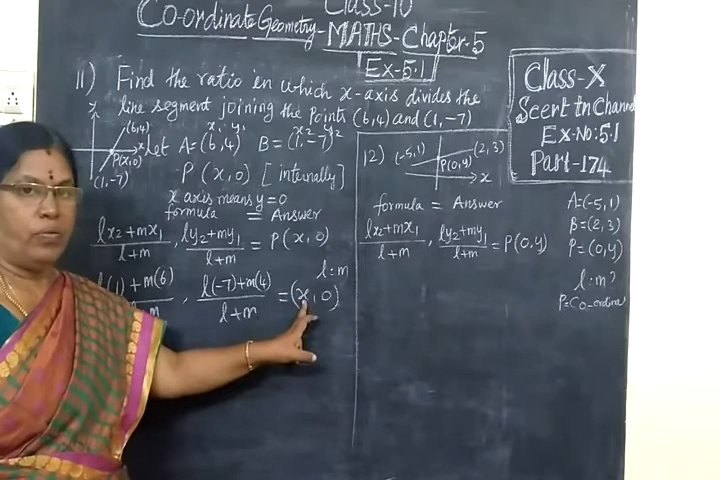 Class-10
Co-ordinate Geometry-MATHS-Chapter-5
Ex-5.1
11) Find the ratio in which x-axis divides the
line segment joining the points (6,4) and (1,-7)
(6,4)
P(x,0)
x
(1,-7)
x1 y1 x2 y2
let A=(6,4) B=(1,-7)
P(x,0) [internally]
x axis means y=0
formula = Answer
lx2+mx1/l+m, ly2+my1/l+m = P(x,0)
l:m
l(1)+m(6), l(-7)+m(4)/l+m = (x,0)
12) (-5,1) (2,3)
P(0,y)
x
formula = Answer
lx2+mx1/l+m, ly2+my1/l+m = P(0,y)
A=(-5,1)
B=(2,3)
P=(0,y)
l:m?
P=Co-ordina
Class-X
Scert tn Channel
Ex-No:5.1
Part-174